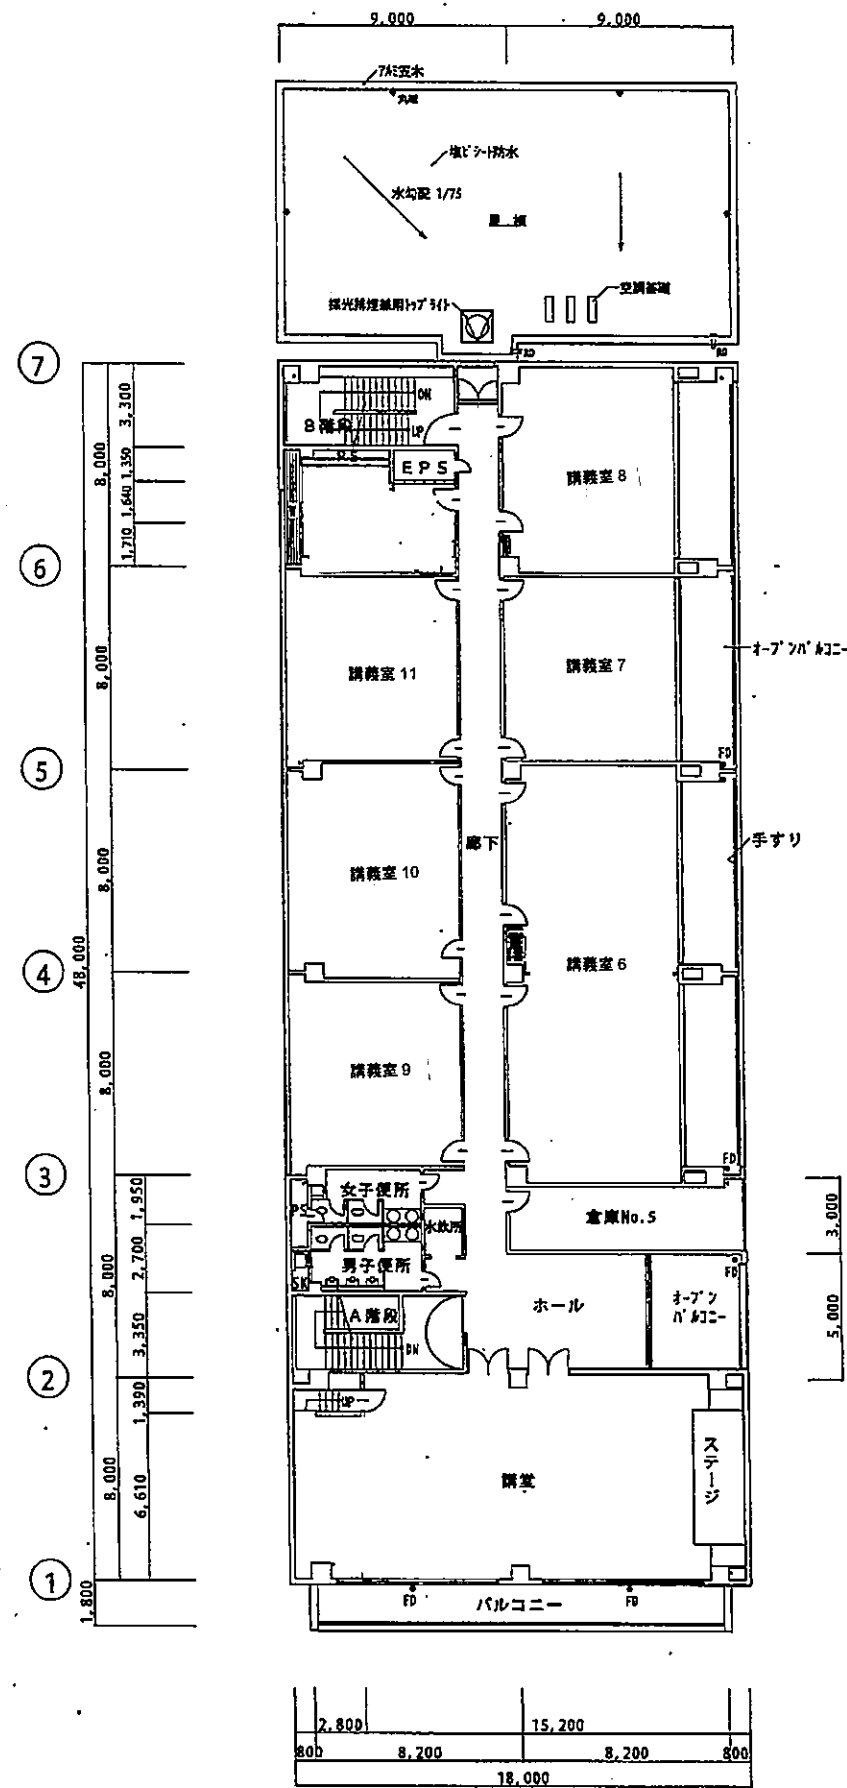 9,000
9,000
アルミ笠木
丸環
塩ビシート防水
水勾配 1/75
屋根
採光排煙兼用トップライト
空調基礎
RD
RD
7
3,300
1,350
1,640
1,710
8,000
DN
B階段
UP
PS
EPS
講義室 8
6
8,000
講義室 11
講義室 7
オープンバルコニー
FD
5
8,000
廊下
手すり
講義室 10
48,000
4
講義室 6
8,000
講義室 9
FD
3
1,950
女子便所
PS
水飲所
倉庫No.5
3,000
2,700
8,000
男子便所
SK
FD
ホール
オープン
バルコニー
5,000
3,350
A階段
DN
2
1,390
UP
8,000
6,610
講堂
ステージ
1
1,800
FD
バルコニー
FD
2,800
15,200
800
8,200
8,200
800
18,000